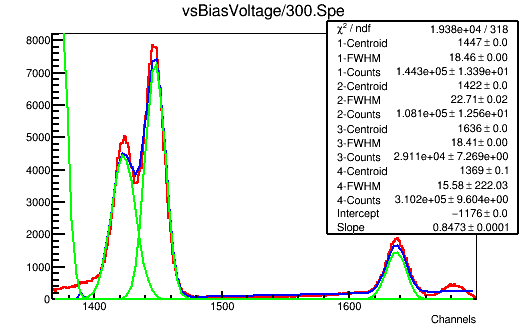 vsBiasVoltage/300.Spe
χ² / ndf 1.938e+04 / 318
1-Centroid 1447 ± 0.0
1-FWHM 18.46 ± 0.00
1-Counts 1.443e+05 ± 1.339e+01
2-Centroid 1422 ± 0.0
2-FWHM 22.71 ± 0.02
2-Counts 1.081e+05 ± 1.256e+01
3-Centroid 1636 ± 0.0
3-FWHM 18.41 ± 0.00
3-Counts 2.911e+04 ± 7.269e+00
4-Centroid 1369 ± 0.1
4-FWHM 15.58 ± 222.03
4-Counts 3.102e+05 ± 9.604e+00
Intercept −1176 ± 0.0
Slope 0.8473 ± 0.0001
8000
7000
6000
5000
4000
3000
2000
1000
0
1400 1500 1600
Channels